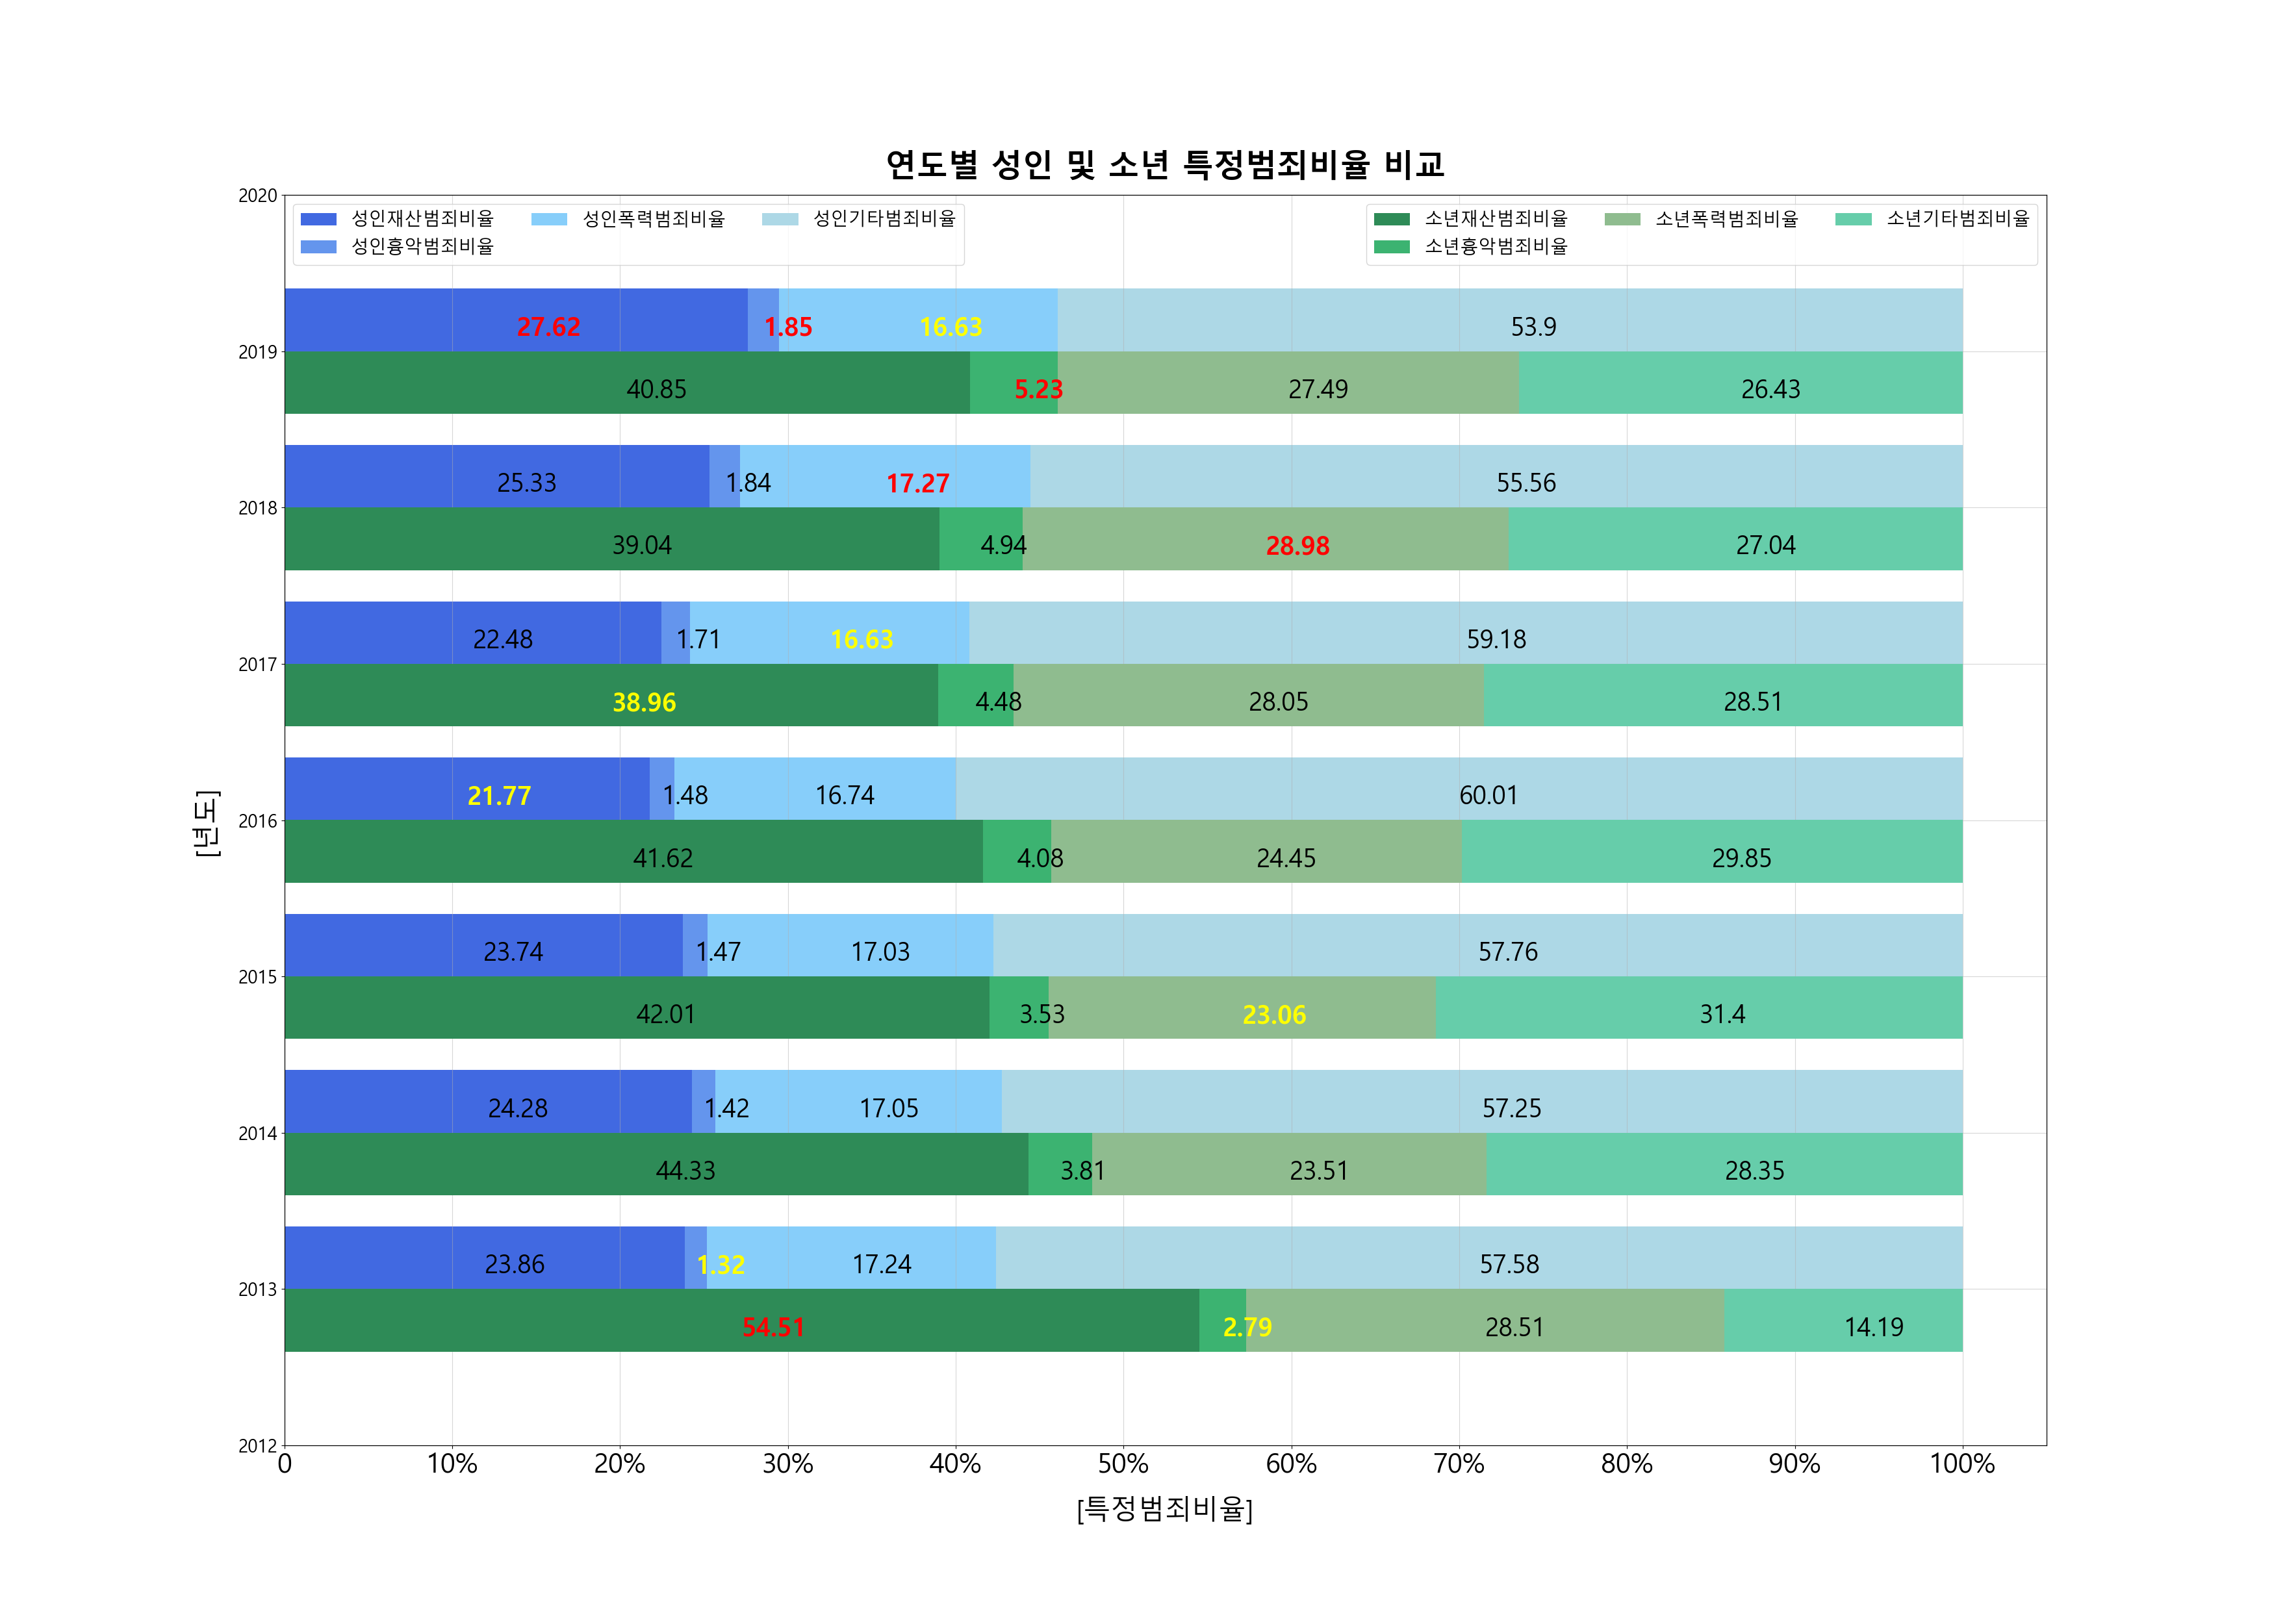 연도별 성인 및 소년 특정범죄비율 비교
2020
성인재산범죄비율 성인폭력범죄비율 성인기타범죄비율 소년재산범죄비율 소년폭력범죄비율 소년기타범죄비율
성인흉악범죄비율 소년흉악범죄비율
27.62 1.85 16.63 53.9
2019
40.85 5.23 27.49 26.43
25.33 1.84 17.27 55.56
2018
39.04 4.94 28.98 27.04
22.48 1.71 16.63 59.18
2017
38.96 4.48 28.05 28.51
21.77 1.48 16.74 60.01
2016
[년도]
41.62 4.08 24.45 29.85
23.74 1.47 17.03 57.76
2015
42.01 3.53 23.06 31.4
24.28 1.42 17.05 57.25
2014
44.33 3.81 23.51 28.35
23.86 1.32 17.24 57.58
2013
54.51 2.79 28.51 14.19
2012
0 10% 20% 30% 40% 50% 60% 70% 80% 90% 100%
[특정범죄비율]